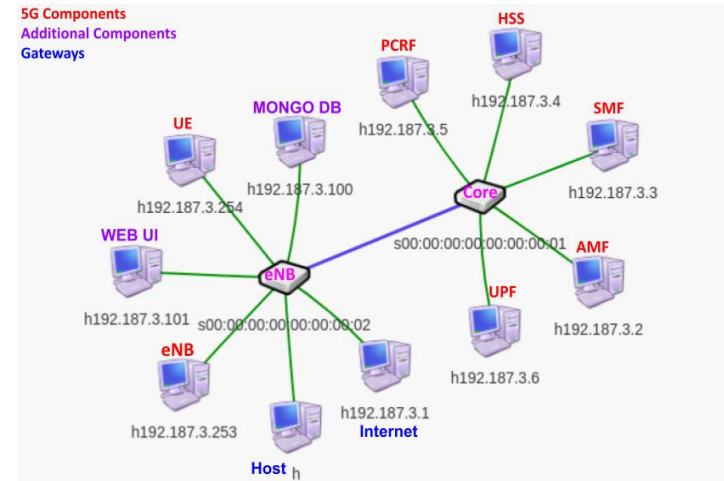 5G Components
Additional Components
Gateways
HSS
PCRF
h192.187.3.4
SMF
MONGO DB
h192.187.3.5
UE
h192.187.3.100
h192.187.3.3
Core
h192.187.3.254
WEB UI
s00:00:00:00:00:00:00:01
AMF
eNB
UPF
h192.187.3.101
s00:00:00:00:00:00:00:02
h192.187.3.2
eNB
h192.187.3.6
h192.187.3.1
h192.187.3.253
Internet
Host
h